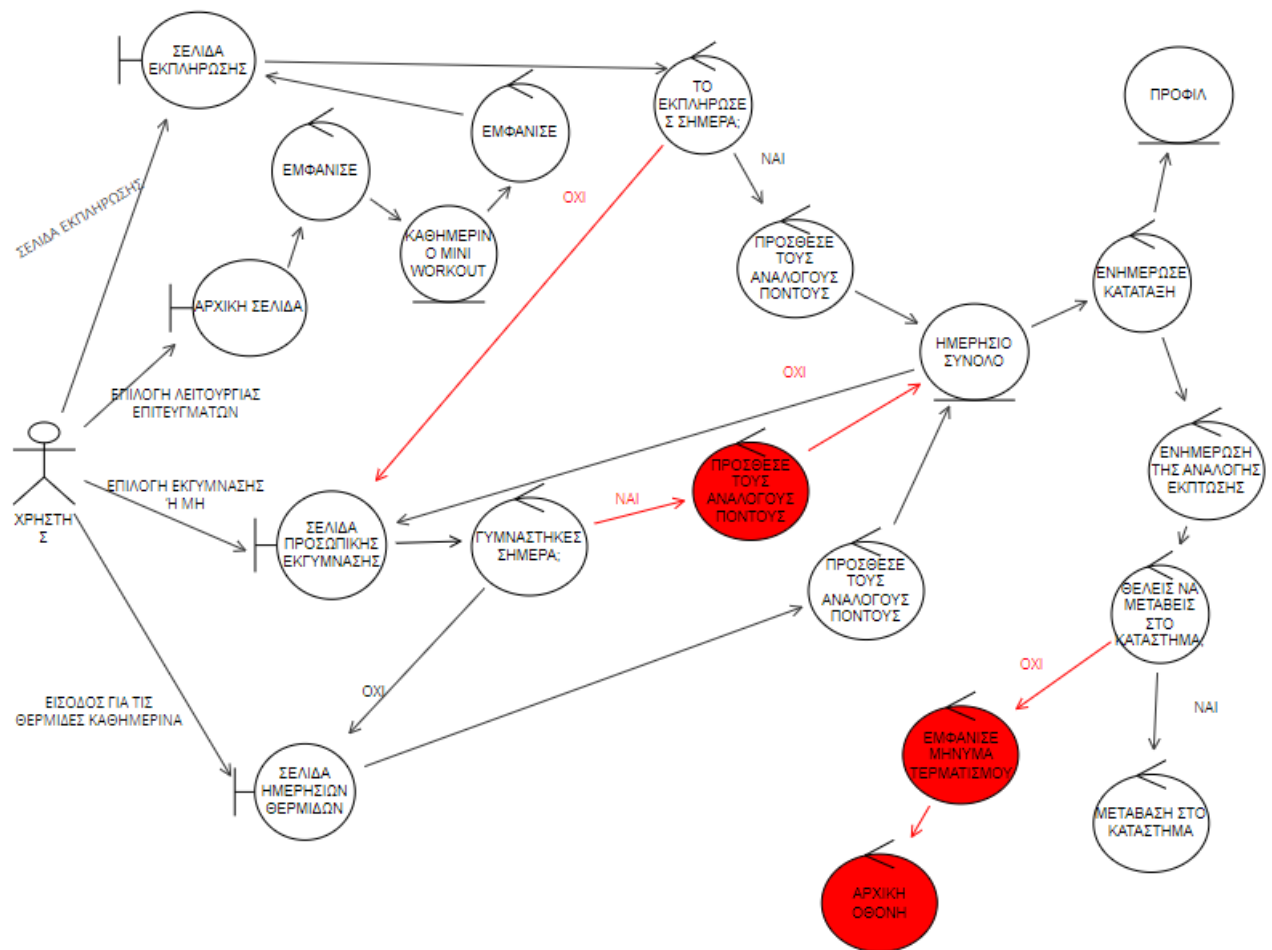 ΣΕΛΙΔΑ
ΕΚΠΛΗΡΩΣΗΣ
ΤΟ
ΕΚΠΛΗΡΩΣΕ
Σ ΣΗΜΕΡΑ;
ΠΡΟΦΙΛ
ΕΜΦΑΝΙΣΕ
ΕΜΦΑΝΙΣΕ
ΝΑΙ
ΟΧΙ
ΣΕΛΙΔΑ ΕΚΠΛΗΡΩΣΗΣ
ΚΑΘΗΜΕΡΙΝ
Ο MINI
WORKOUT
ΠΡΟΣΘΕΣΕ
ΤΟΥΣ
ΑΝΑΛΟΓΟΥΣ
ΠΟΝΤΟΥΣ
ΕΝΗΜΕΡΩΣΕ
ΚΑΤΑΤΑΞΗ
ΑΡΧΙΚΗ ΣΕΛΙΔΑ
ΗΜΕΡΗΣΙΟ
ΣΥΝΟΛΟ
ΟΧΙ
ΕΠΙΛΟΓΗ ΛΕΙΤΟΥΡΓΙΑΣ
ΕΠΙΤΕΥΓΜΑΤΩΝ
ΕΝΗΜΕΡΩΣΗ
ΤΗΣ ΑΝΑΛΟΓΗΣ
ΕΚΠΤΩΣΗΣ
ΠΡΟΣΘΕΣΕ
ΤΟΥΣ
ΑΝΑΛΟΓΟΥΣ
ΠΟΝΤΟΥΣ
ΕΠΙΛΟΓΗ ΕΚΓΥΜΝΑΣΗΣ
Ή ΜΗ
ΝΑΙ
ΧΡΗΣΤΗ'
Σ
ΣΕΛΙΔΑ
ΠΡΟΣΩΠΙΚΗΣ
ΕΚΓΥΜΝΑΣΗΣ
ΓΥΜΝΑΣΤΗΚΕΣ
ΣΗΜΕΡΑ;
ΠΡΟΣΘΕΣΕ
ΤΟΥΣ
ΑΝΑΛΟΓΟΥΣ
ΠΟΝΤΟΥΣ
ΘΕΛΕΙΣ ΝΑ
ΜΕΤΑΒΕΙΣ
ΣΤΟ
ΚΑΤΑΣΤΗΜΑ;
ΟΧΙ
ΟΧΙ
ΝΑΙ
ΕΙΣΟΔΟΣ ΓΙΑ ΤΙΣ
ΘΕΡΜΙΔΕΣ ΚΑΘΗΜΕΡΙΝΑ
ΕΜΦΑΝΙΣΕ
ΜΗΝΥΜΑ
ΤΕΡΜΑΤΙΣΜΟΥ
ΣΕΛΙΔΑ
ΗΜΕΡΗΣΙΩΝ
ΘΕΡΜΙΔΩΝ
ΜΕΤΑΒΑΣΗ ΣΤΟ
ΚΑΤΑΣΤΗΜΑ
ΑΡΧΙΚΗ
ΟΘΟΝΗ